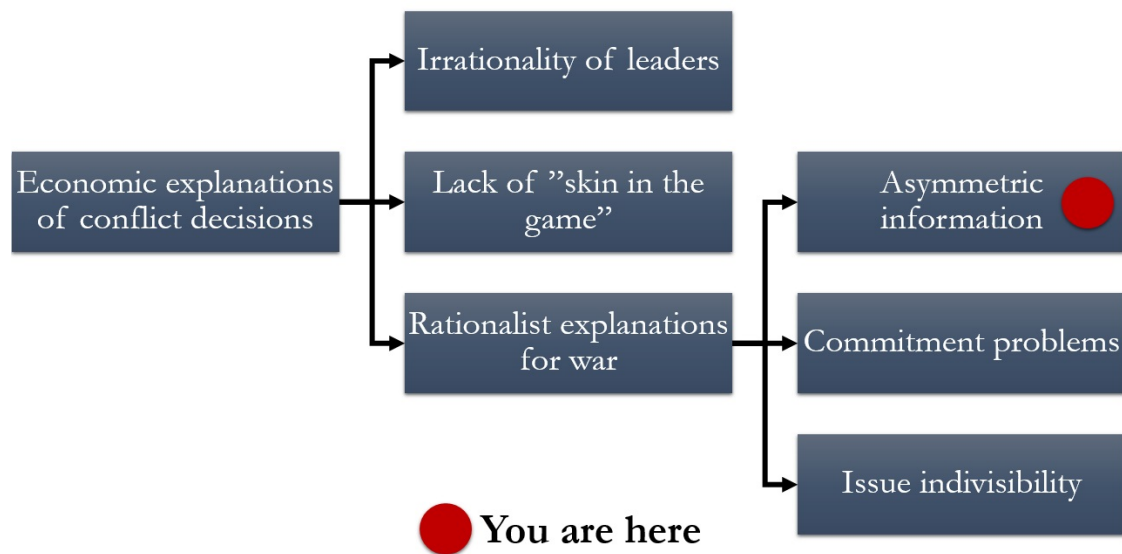 Economic explanations
of conflict decisions
Irrationality of leaders
Lack of ”skin in the
game”
Rationalist explanations
for war
Asymmetric
information
Commitment problems
Issue indivisibility
You are here